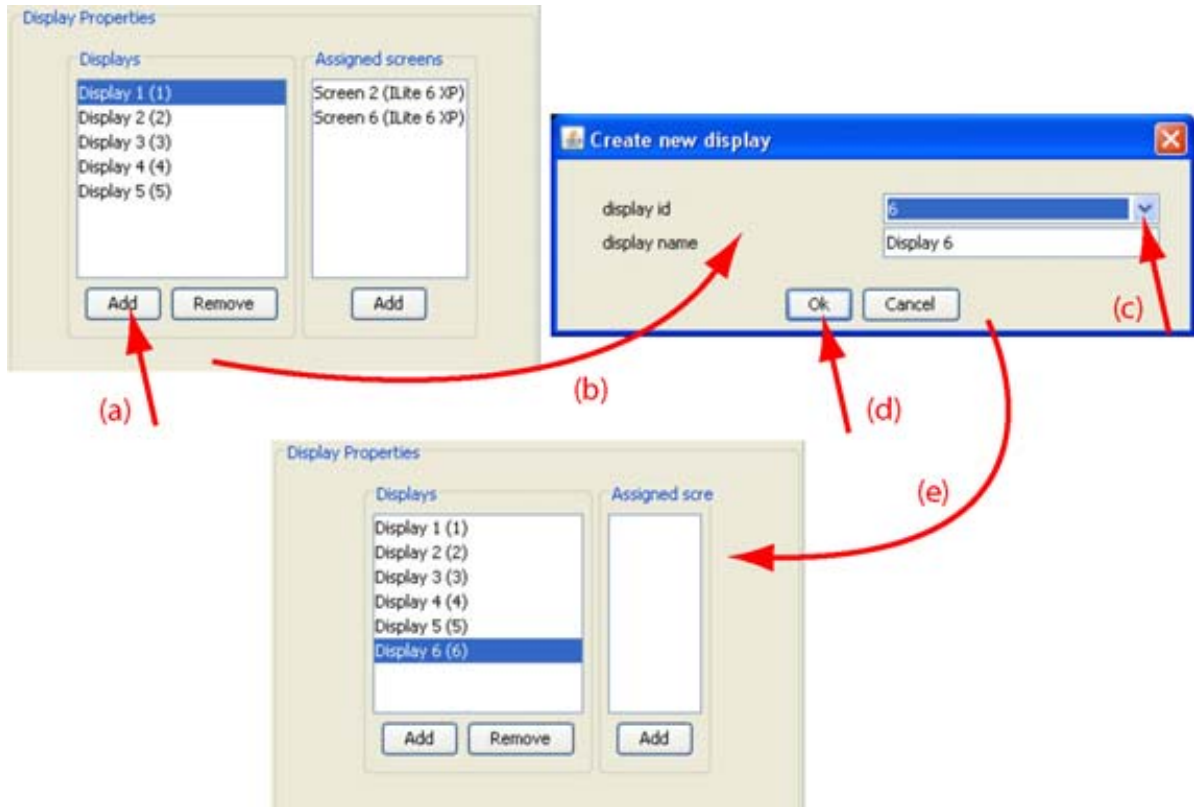 Display Properties
Displays
Display 1 (1)
Display 2 (2)
Display 3 (3)
Display 4 (4)
Display 5 (5)
Add
Remove
Assigned screens
Screen 2 (ILite 6 XP)
Screen 6 (ILite 6 XP)
Add
(a)
(b)
Create new display
display id
6
display name
Display 6
Ok
Cancel
(c)
(d)
(e)
Display Properties
Displays
Display 1 (1)
Display 2 (2)
Display 3 (3)
Display 4 (4)
Display 5 (5)
Display 6 (6)
Add
Remove
Assigned scre
Add